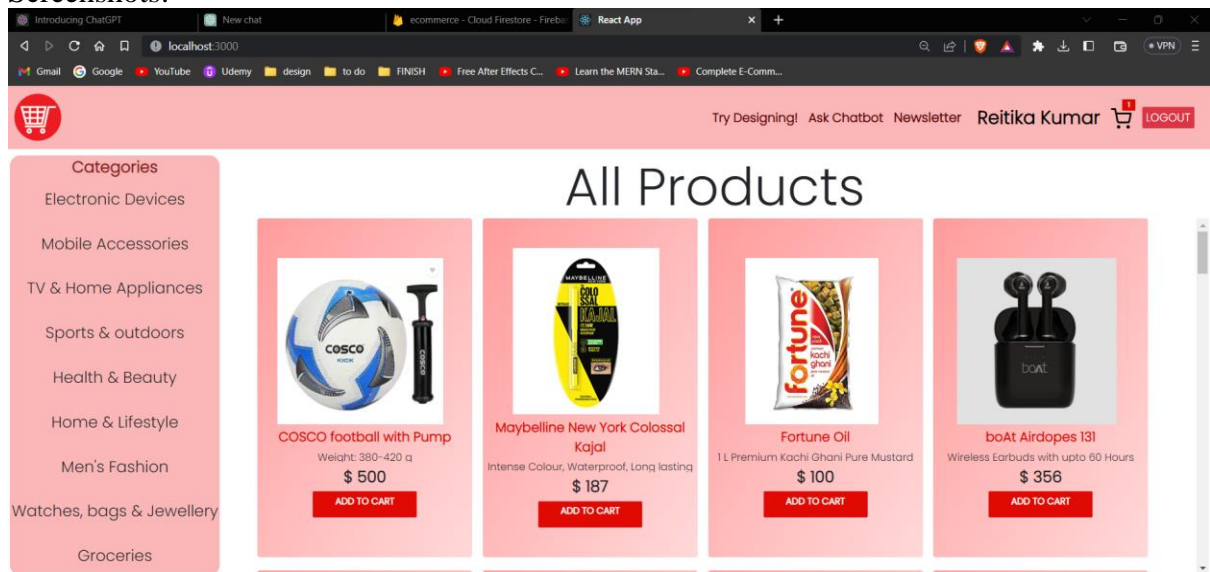 Screenshots:
Introducing ChatGPT
New chat
ecommerce - Cloud Firestore - Fireba
React App
localhost:3000
VPN
Gmail
Google
YouTube
Udemy
design
to do
FINISH
Free After Effects C...
Learn the MERN Sta...
Complete E-Comm...
Try Designing!
Ask Chatbot
Newsletter
Reitika Kumar
1
LOGOUT
Categories
Electronic Devices
Mobile Accessories
TV & Home Appliances
Sports & outdoors
Health & Beauty
Home & Lifestyle
Men's Fashion
Watches, bags & Jewellery
Groceries
All Products
COSCO
KICK
COSCO
COSCO football with Pump
Weight: 380-420 g
$ 500
ADD TO CART
MAYBELLINE
COLO
SSAL
KAJAL
Maybelline New York Colossal
Kajal
Intense Colour, Waterproof, Long lasting
$ 187
ADD TO CART
fortune
kachi
ghani
Fortune Oil
1 L Premium Kachi Ghani Pure Mustard
$ 100
ADD TO CART
boAt
boAt Airdopes 131
Wireless Earbuds with upto 60 Hours
$ 356
ADD TO CART